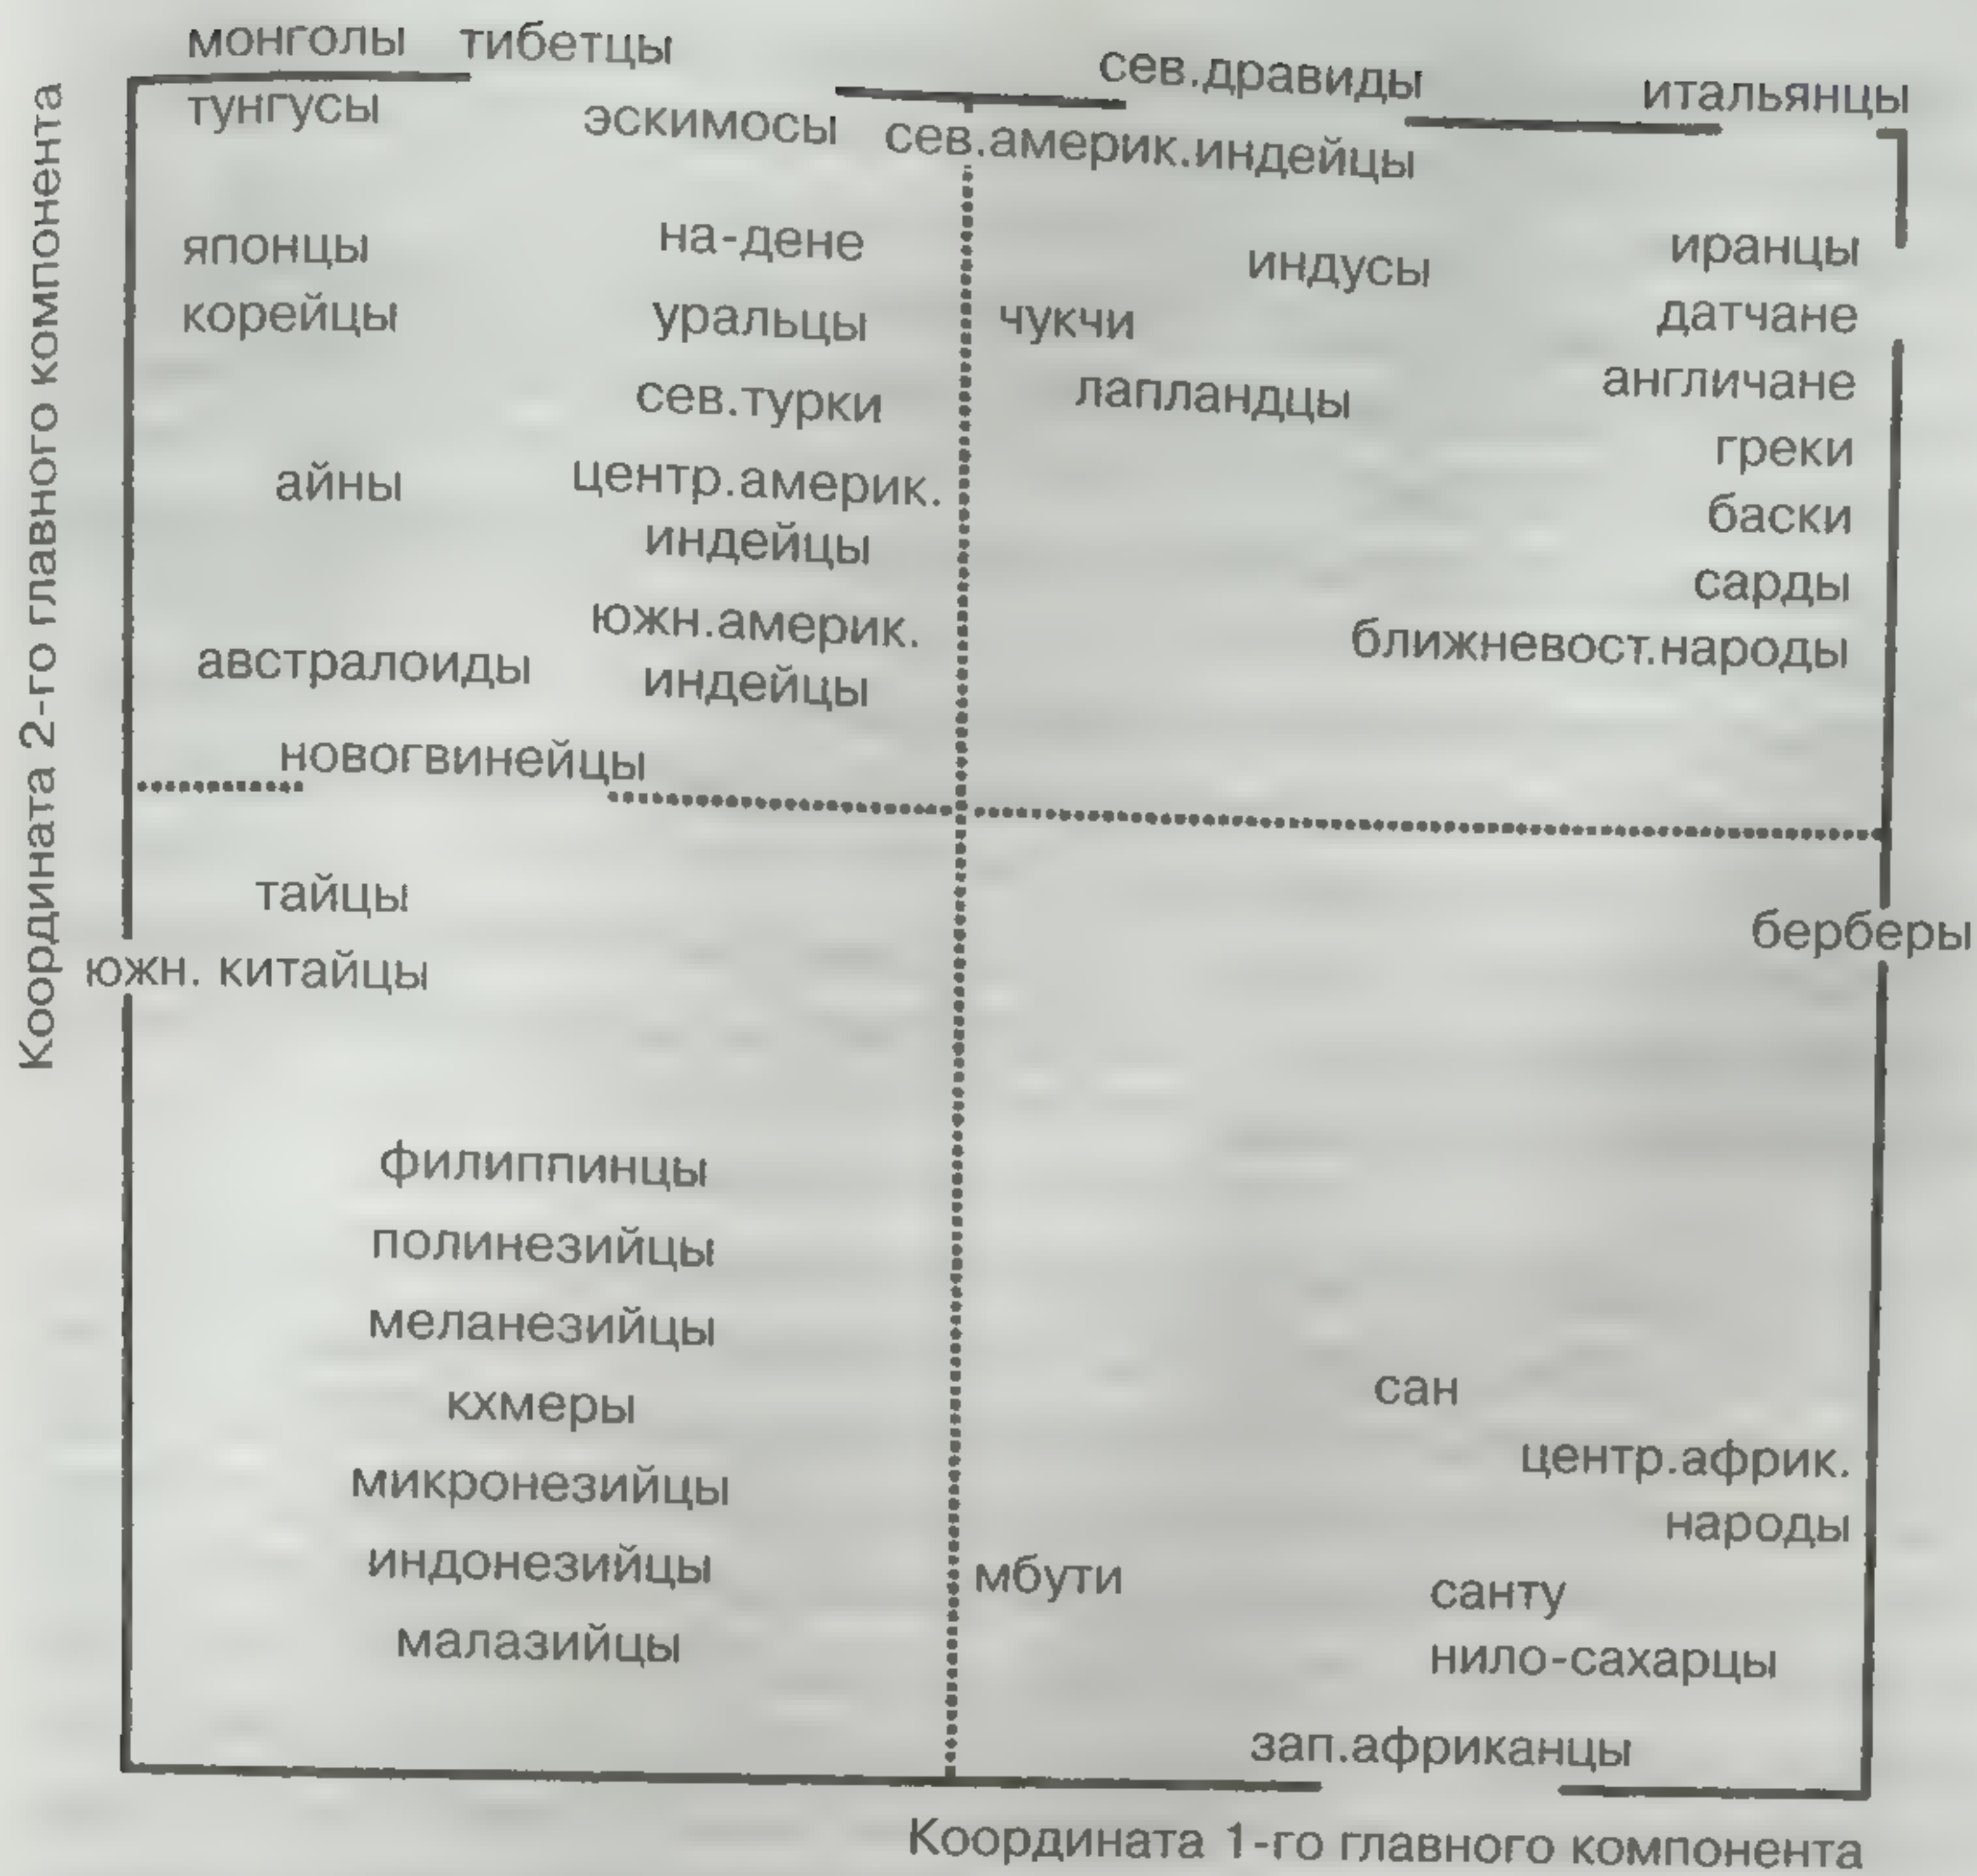 монголы тибетцы
сев.дравиды
итальянцы
тунгусы
эскимосы
сев.америк.индейцы
японцы
на-дене
индусы
иранцы
корейцы
уральцы
чукчи
датчане
сев.турки
лапландцы
англичане
греки
айны
центр.америк.
индейцы
баски
сарды
южн.америк.
индейцы
австралоиды
ближневост.народы
новогвинейцы
тайцы
берберы
южн. китайцы
филиппинцы
полинезийцы
меланезийцы
кхмеры
сан
микронезийцы
центр.африк.
народы
индонезийцы
мбути
санту
малазийцы
нило-сахарцы
зап.африканцы
Координата 2-го главного компонента
Координата 1-го главного компонента